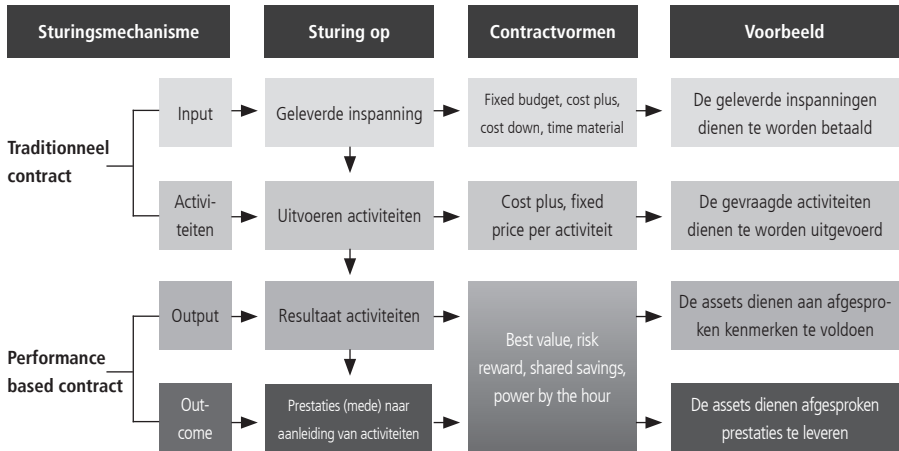 Sturingsmechanisme
Sturing op
Contractvormen
Voorbeeld
Traditionneel
contract
Input
Geleverde inspanning
Fixed budget, cost plus,
cost down, time material
De geleverde inspanningen
dienen te worden betaald
Activi-
teiten
Uitvoeren activiteiten
Cost plus, fixed
price per activiteit
De gevraagde activiteiten
dienen te worden uitgevoerd
Performance
based contract
Output
Resultaat activiteiten
Best value, risk
reward, shared savings,
power by the hour
De assets dienen aan afgespro-
ken kenmerken te voldoen
Out-
come
Prestaties (mede) naar
aanleiding van activiteiten
De assets dienen afgesproken
prestaties te leveren